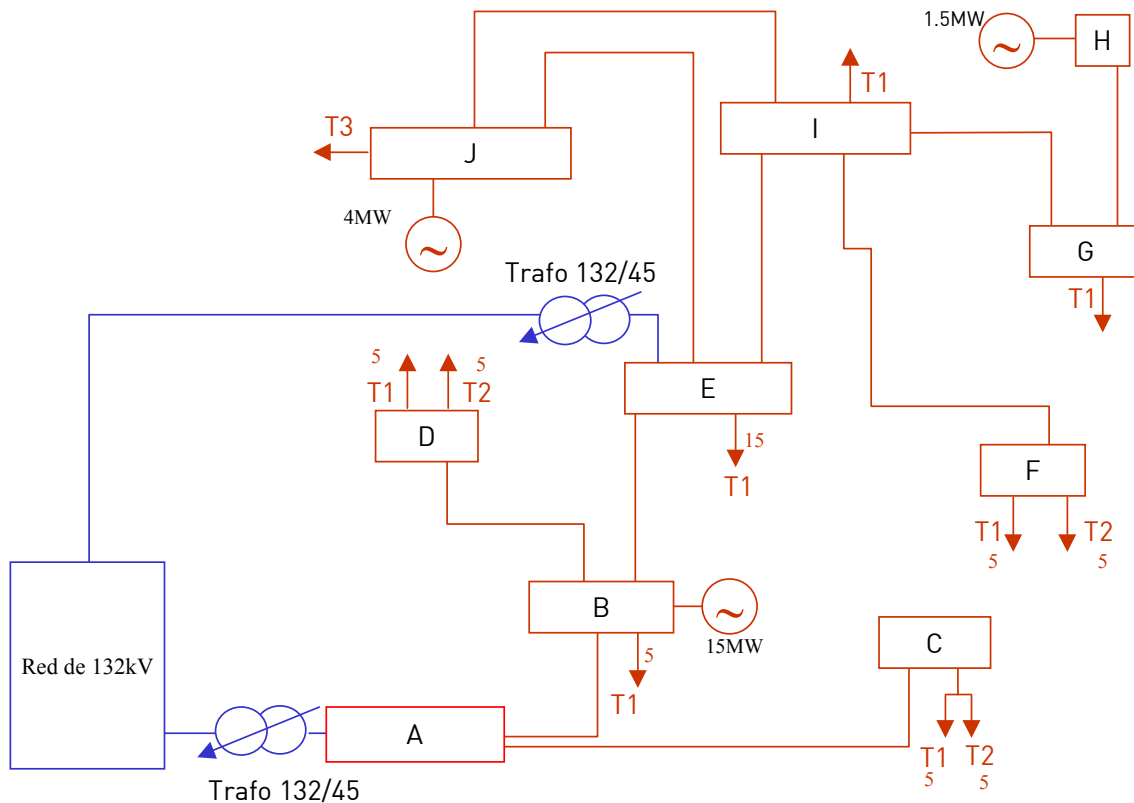 1.5MW
H
T1
I
T3
J
4MW
G
T1
Trafo 132/45
5
5
T1
T2
D
E
15
T1
F
T1
T2
5
5
B
15MW
5
T1
C
T1
T2
5
5
Red de 132kV
A
Trafo 132/45